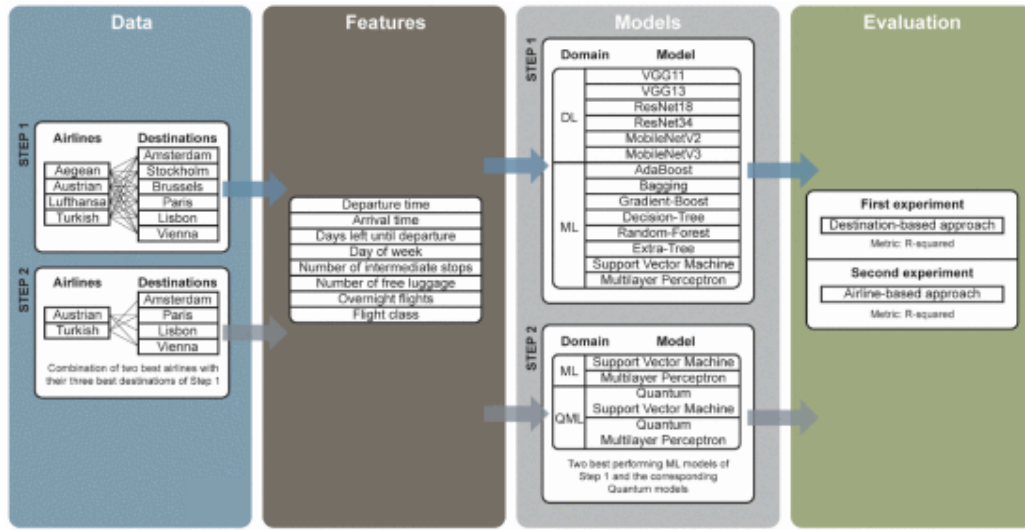 Data
STEP 1
Airlines
Destinations
Aegean
Austrian
Lufthansa
Turkish
Amsterdam
Stockholm
Brussels
Paris
Lisbon
Vienna
STEP 2
Airlines
Destinations
Austrian
Turkish
Amsterdam
Paris
Lisbon
Vienna
Combination of two best airlines with
their three best destinations of Step 1
Features
Departure time
Arrival time
Days left until departure
Day of week
Number of intermediate stops
Number of free luggage
Overnight flights
Flight class
Models
STEP 1
Domain Model
DL
VGG11
VGG13
ResNet18
ResNet34
MobileNetV2
MobileNetV3
ML
AdaBoost
Bagging
Gradient-Boost
Decision-Tree
Random-Forest
Extra-Tree
Support Vector Machine
Multilayer Perceptron
STEP 2
Domain Model
ML
Support Vector Machine
Multilayer Perceptron
QML
Quantum
Support Vector Machine
Quantum
Multilayer Perceptron
Two best performing ML models of
Step 1 and the corresponding
Quantum models
Evaluation
First experiment
Destination-based approach
Metric: R-squared
Second experiment
Airline-based approach
Metric: R-squared